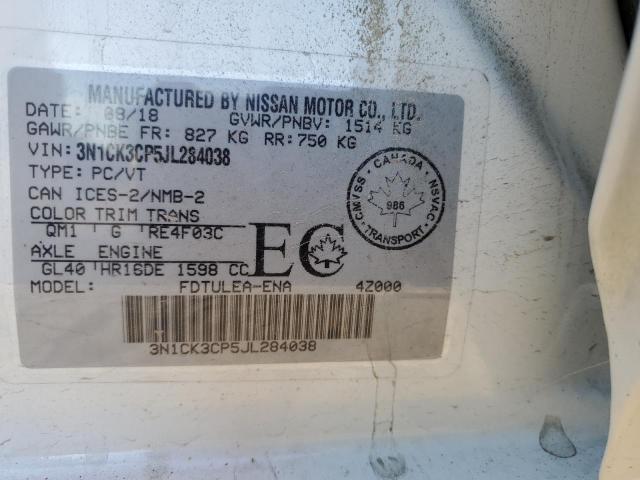 MANUFACTURED BY NISSAN MOTOR CO., LTD.
DATE: 08/18 GVWR/PNBV: 1514 KG
GAWR/PNBE FR: 827 KG RR: 750 KG
VIN: 3N1CK3CP5JL284038
TYPE: PC/VT
CAN ICES-2/NMB-2
COLOR TRIM TRANS
QM1 G RE4F03C
AXLE ENGINE
GL40 HR16DE 1598 CC
MODEL: FDTULEA-ENA 4Z000
EC
CANADA
CMVSS
NSVAC
986
TRANSPORT
3N1CK3CP5JL284038